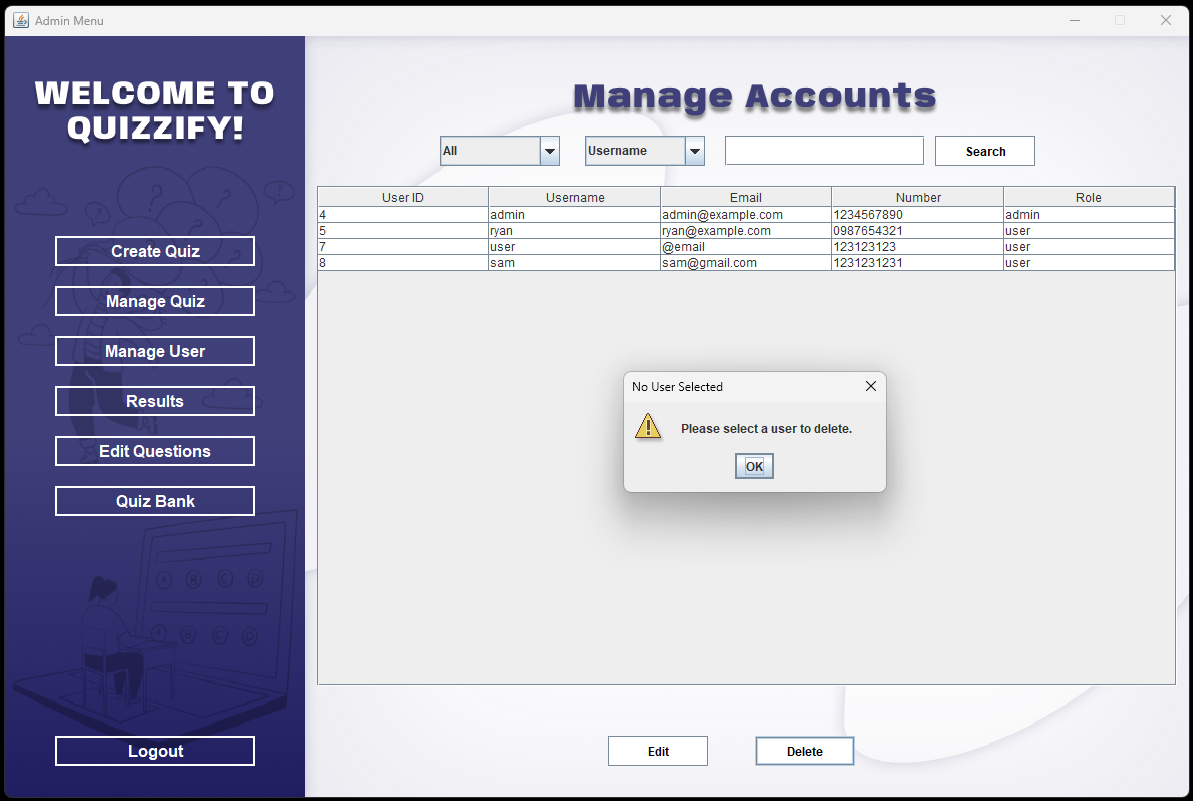 Admin Menu
WELCOME TO
QUIZZIFY!
Create Quiz
Manage Quiz
Manage User
Results
Edit Questions
Quiz Bank
Logout
Manage Accounts
All Username Search
User ID Username Email Number Role
4 admin admin@example.com 1234567890 admin
5 ryan ryan@example.com 0987654321 user
7 user @email 123123123 user
8 sam sam@gmail.com 1231231231 user
No User Selected
Please select a user to delete.
OK
Edit Delete
A B C D
A B C D